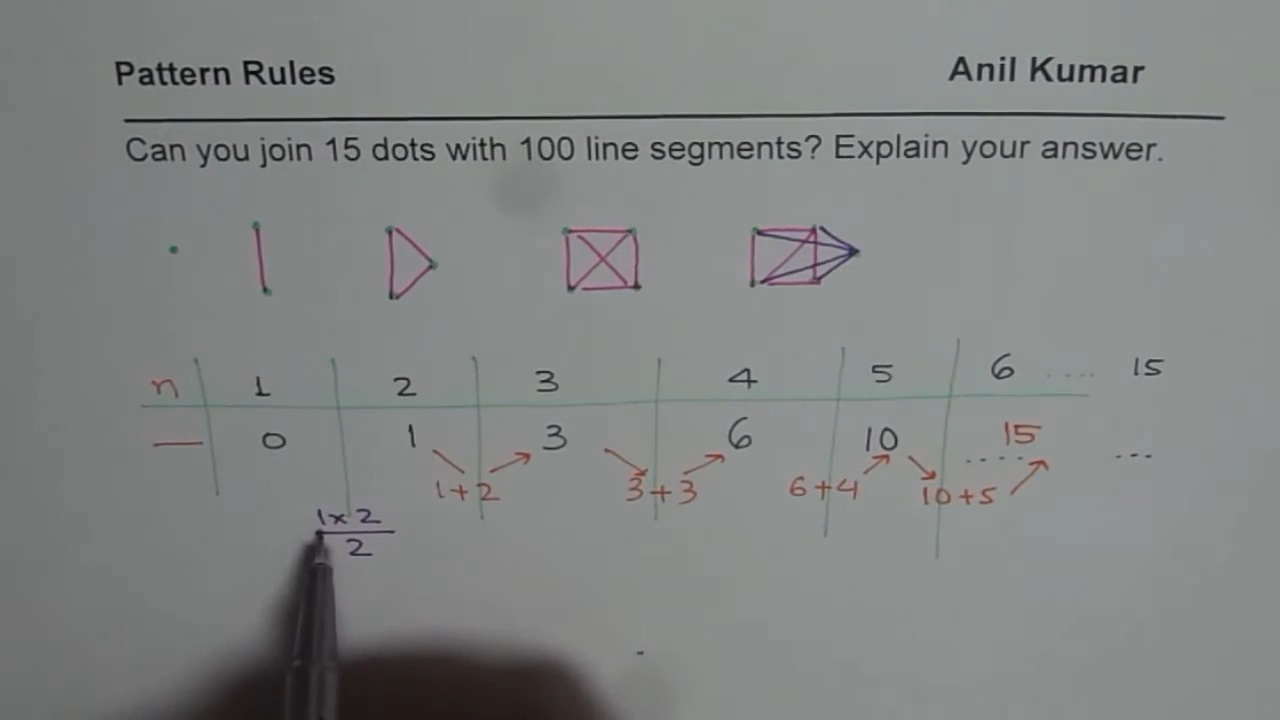 Pattern Rules Anil Kumar
Can you join 15 dots with 100 line segments? Explain your answer.
n 1 2 3 4 5 6 .... 15
— 0 1 3 6 10 15 ...
1+2 3+3 6+4 10+5 .....
1×2
2